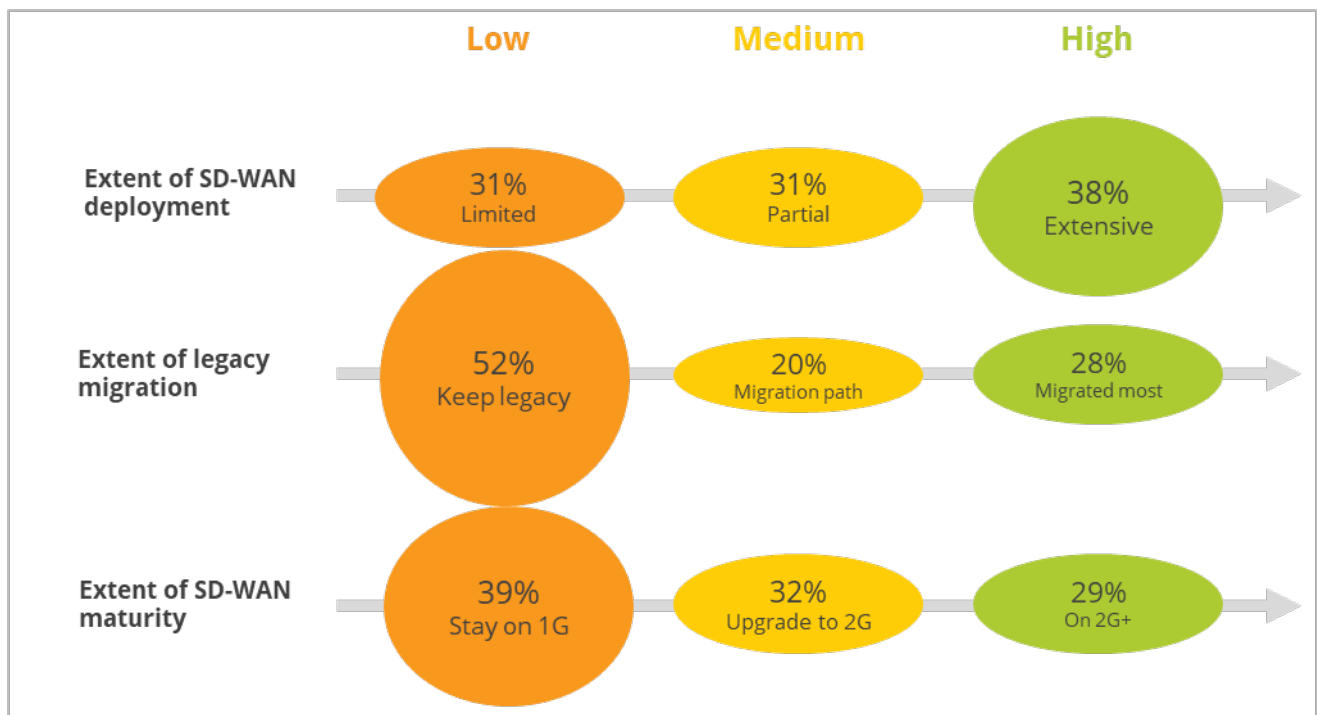 Low Medium High
Extent of SD-WAN
deployment
31%
Limited
31%
Partial
38%
Extensive
Extent of legacy
migration
52%
Keep legacy
20%
Migration path
28%
Migrated most
Extent of SD-WAN
maturity
39%
Stay on 1G
32%
Upgrade to 2G
29%
On 2G+